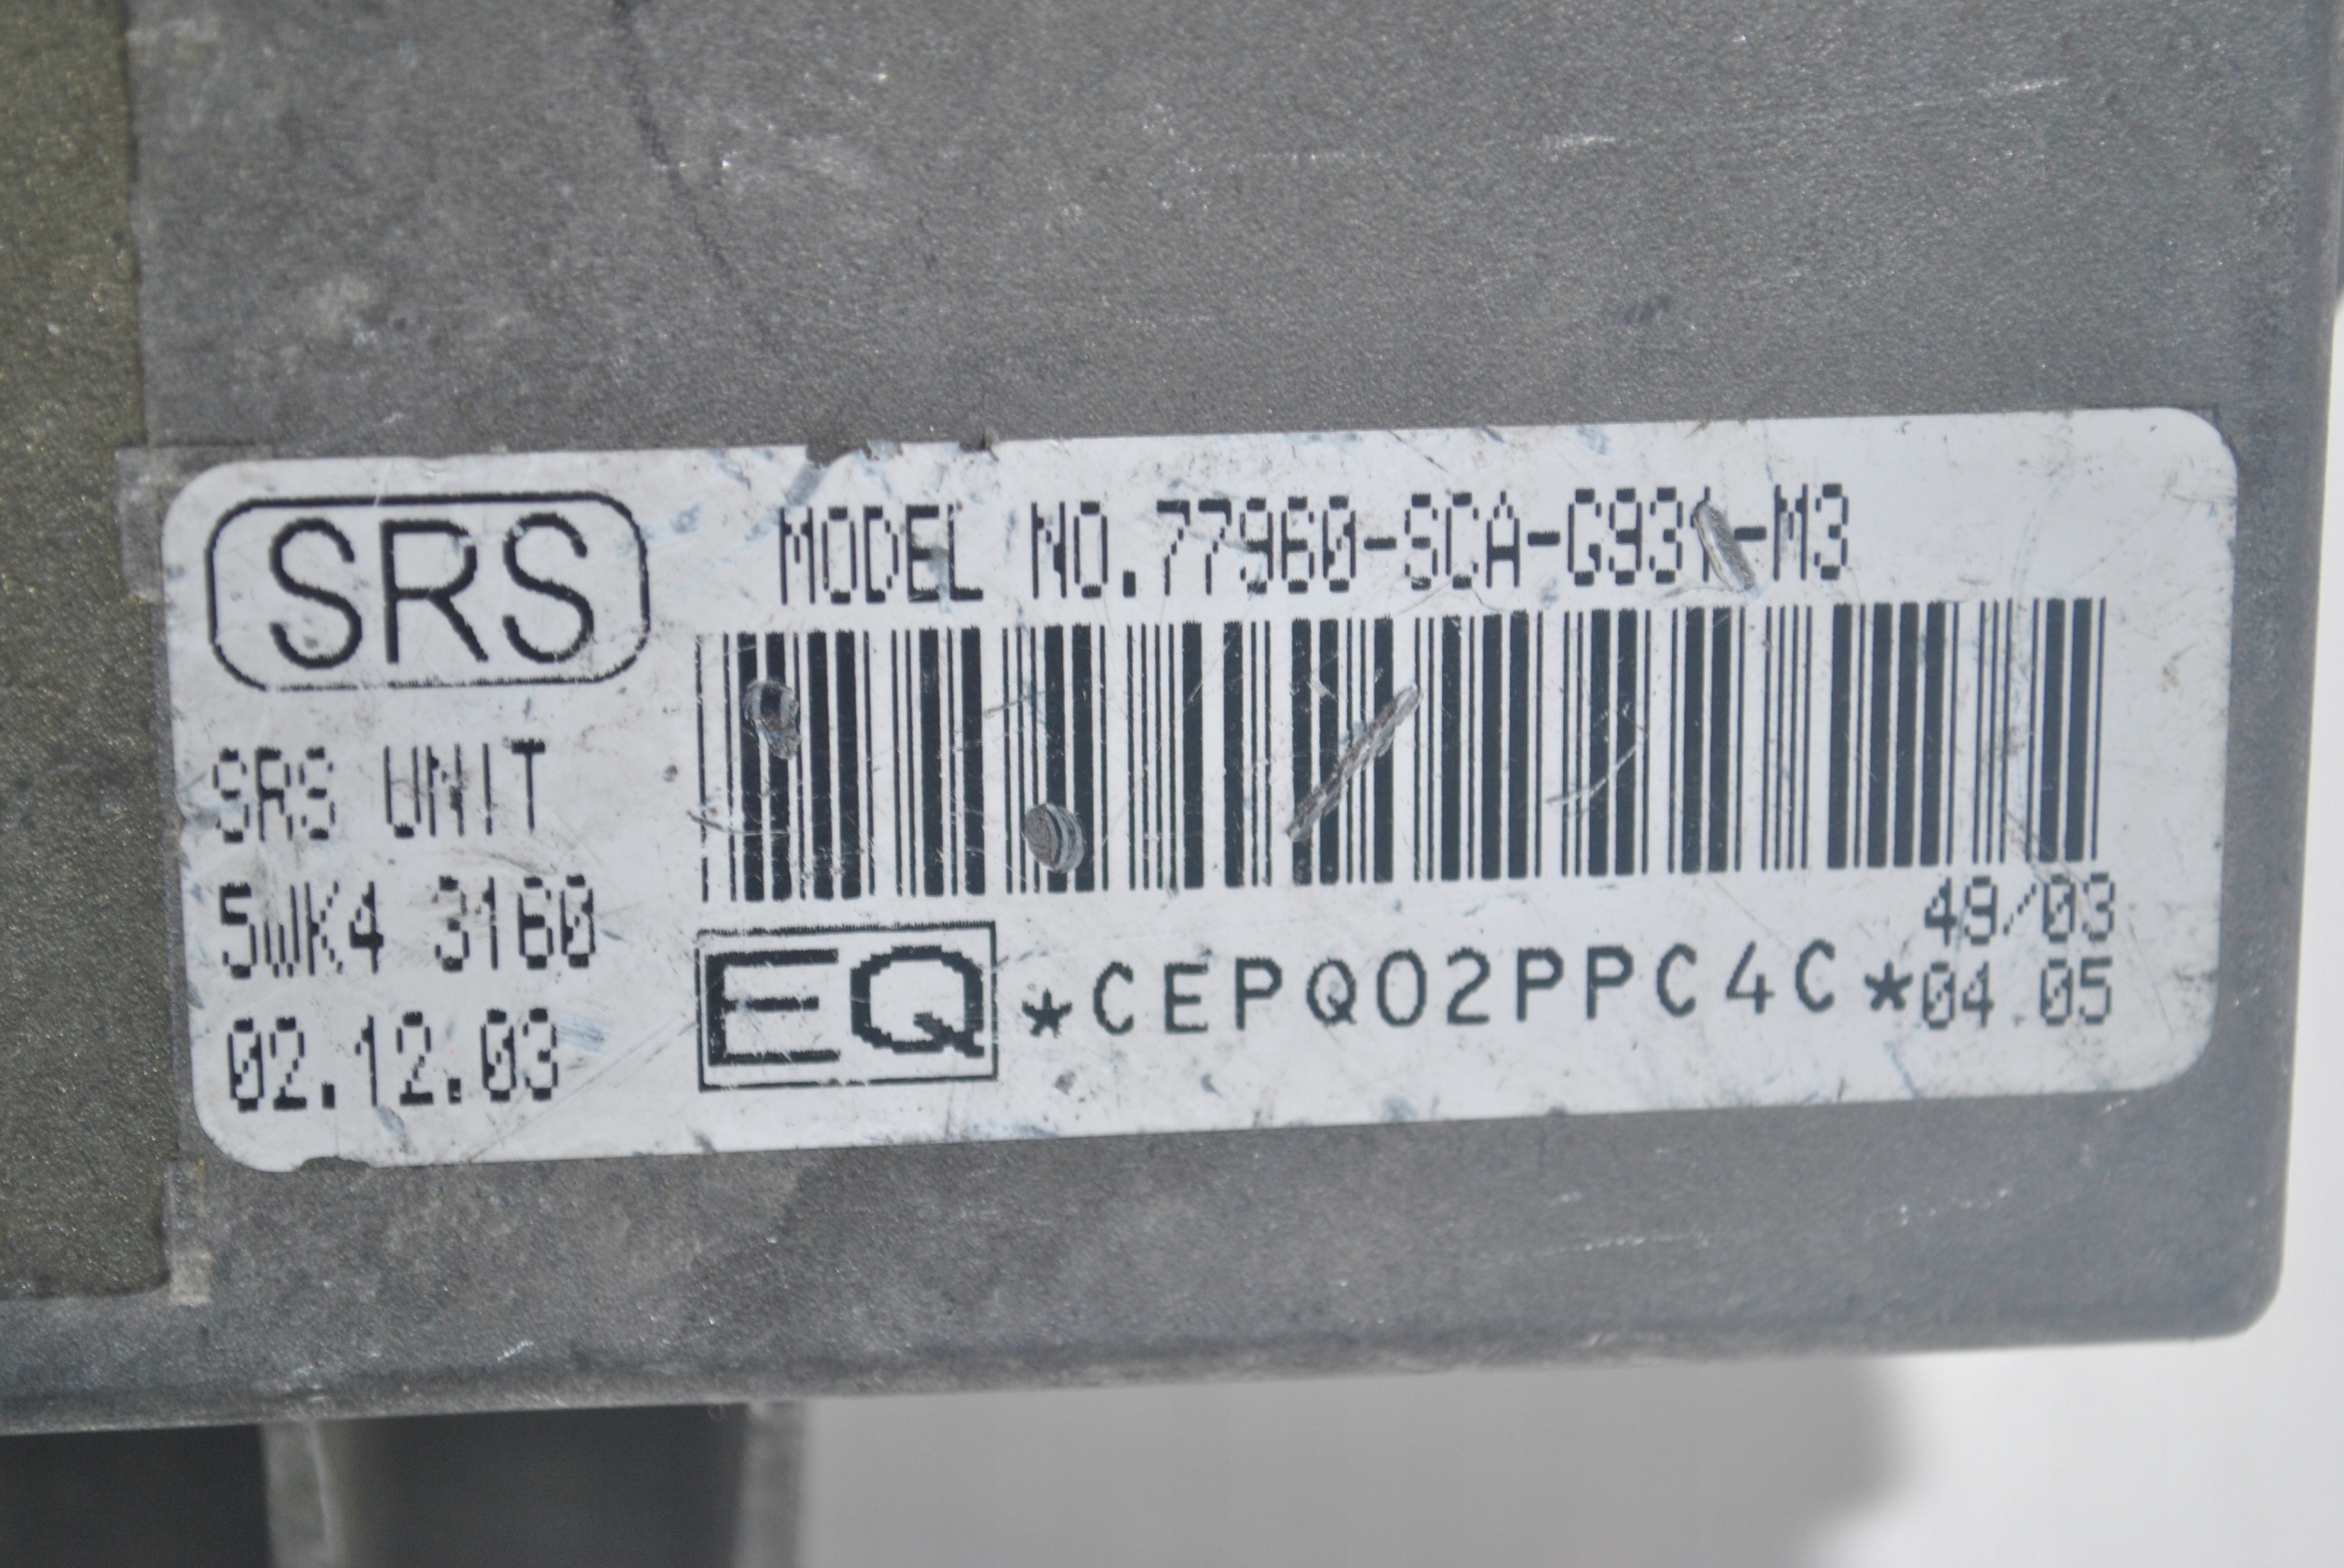 SRS
MODEL NO.77960-SCA-G931-M3
SRS UNIT
5WK4 3160
02.12.03
EQ
*CEPQ02PPC4C*
49/03
04.05